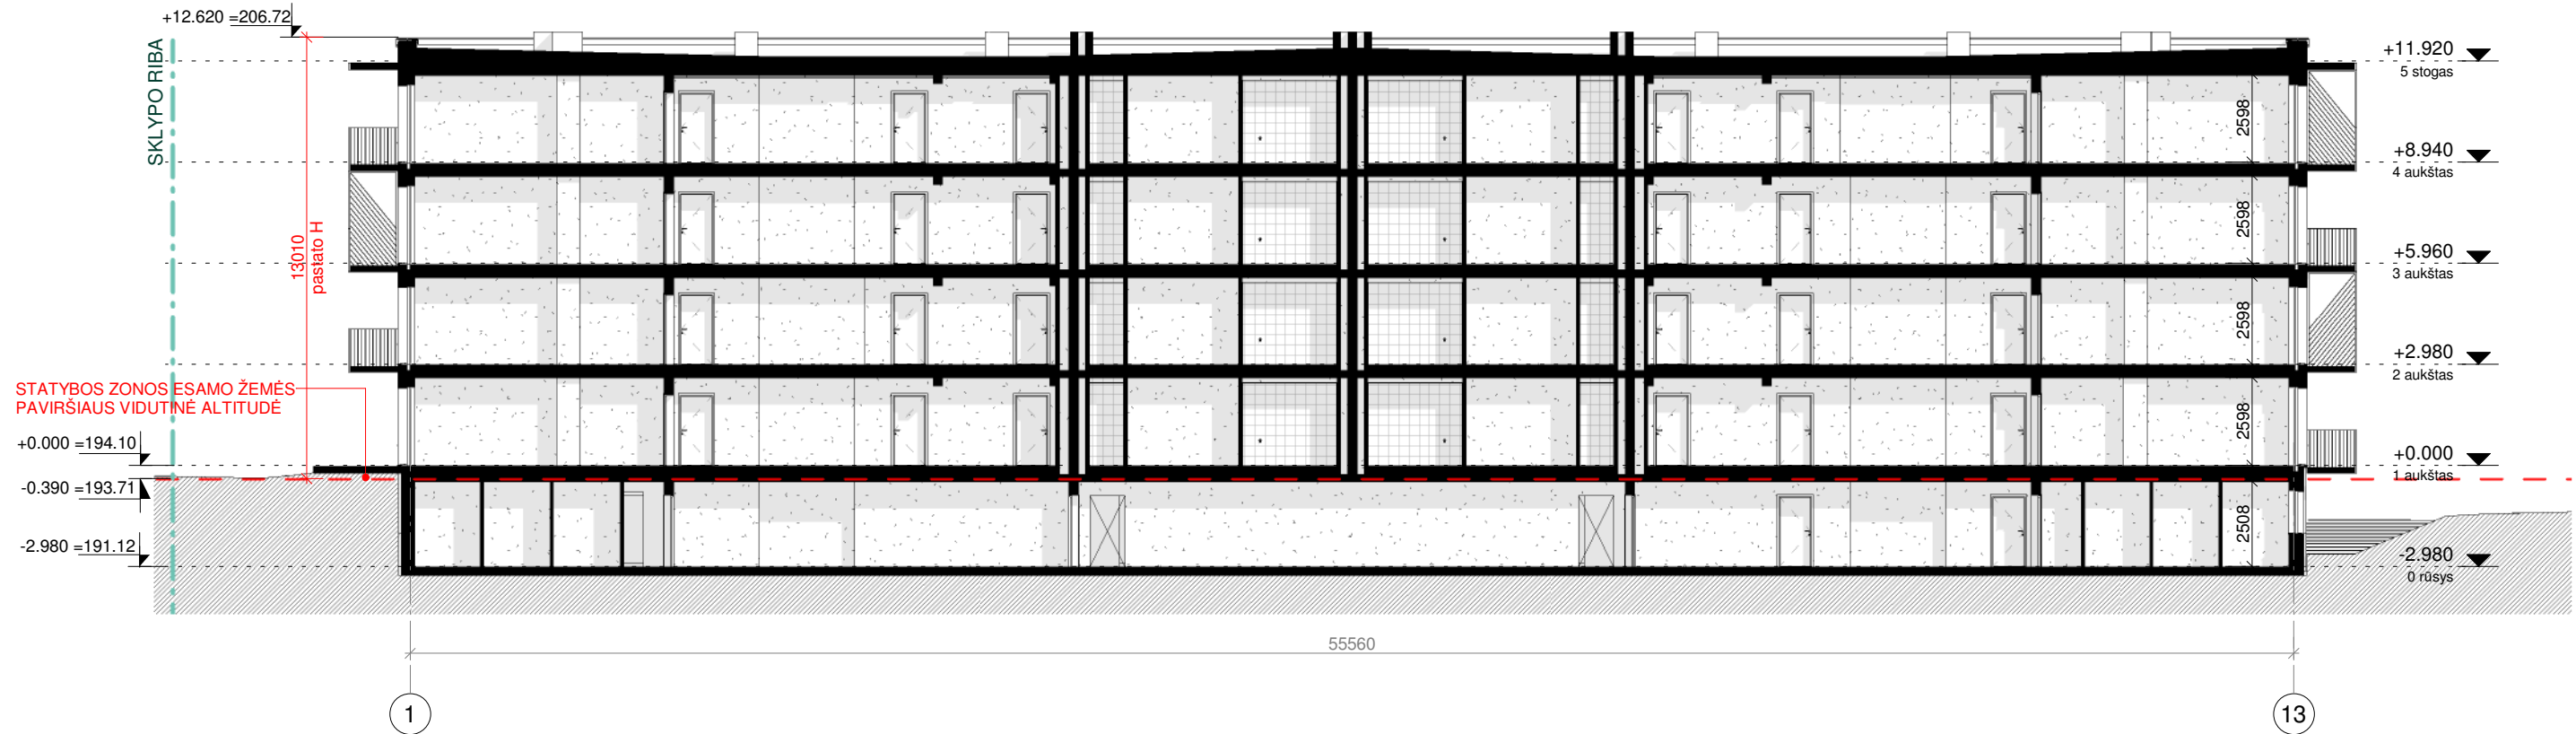 +12.620 =206.72
SKLYPO RIBA
13010
pastato H
STATYBOS ZONOS ESAMO ŽEMĖS
PAVIRŠIAUS VIDUTINĖ ALTITUDĖ
+0.000 =194.10
-0.390 =193.71
-2.980 =191.12
2598
2598
2598
2598
2508
+11.920
5 stogas
+8.940
4 aukštas
+5.960
3 aukštas
+2.980
2 aukštas
+0.000
1 aukštas
-2.980
0 rūsys
55560
1
13